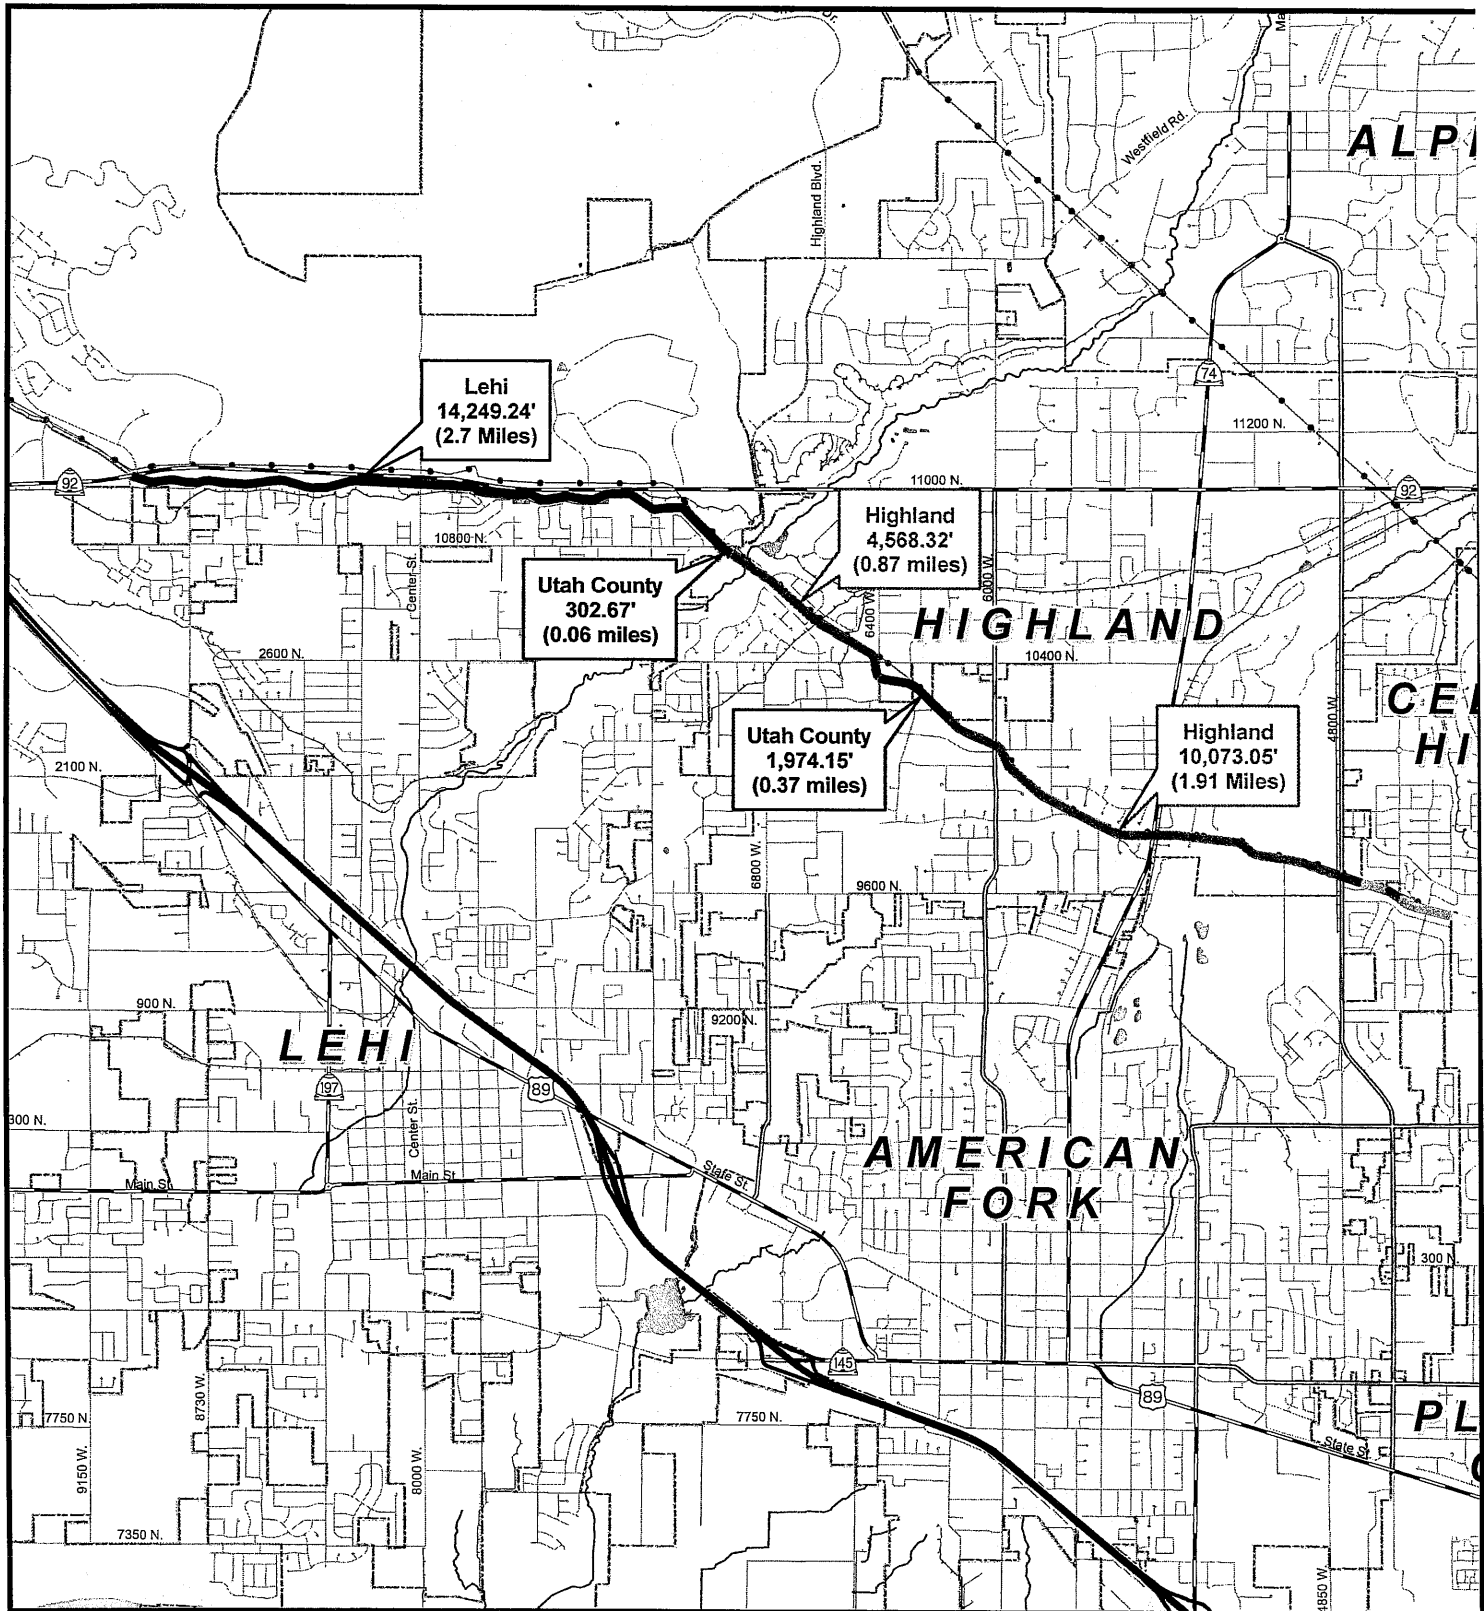 Dr.
Ma
Westfield Rd.
ALPI
Highland Blvd.
Lehi
14,249.24'
(2.7 Miles)
74
11200 N.
92
11000 N.
92
Highland
4,568.32'
(0.87 miles)
10800 N.
Center St.
Utah County
302.67'
(0.06 miles)
6000 W.
6400 W.
HIGHLAND
2600 N.
10400 N.
CE
HI
4800 W.
Utah County
1,974.15'
(0.37 miles)
Highland
10,073.05'
(1.91 Miles)
2100 N.
6800 W.
9600 N.
900 N.
9200 N.
LEHI
197
89
300 N.
Center St.
AMERICAN
FORK
Main St.
Main St.
State St.
300 N.
145
89
8730 W.
7750 N.
7750 N.
PL
State St.
9150 W.
8000 W.
7350 N.
4850 W.